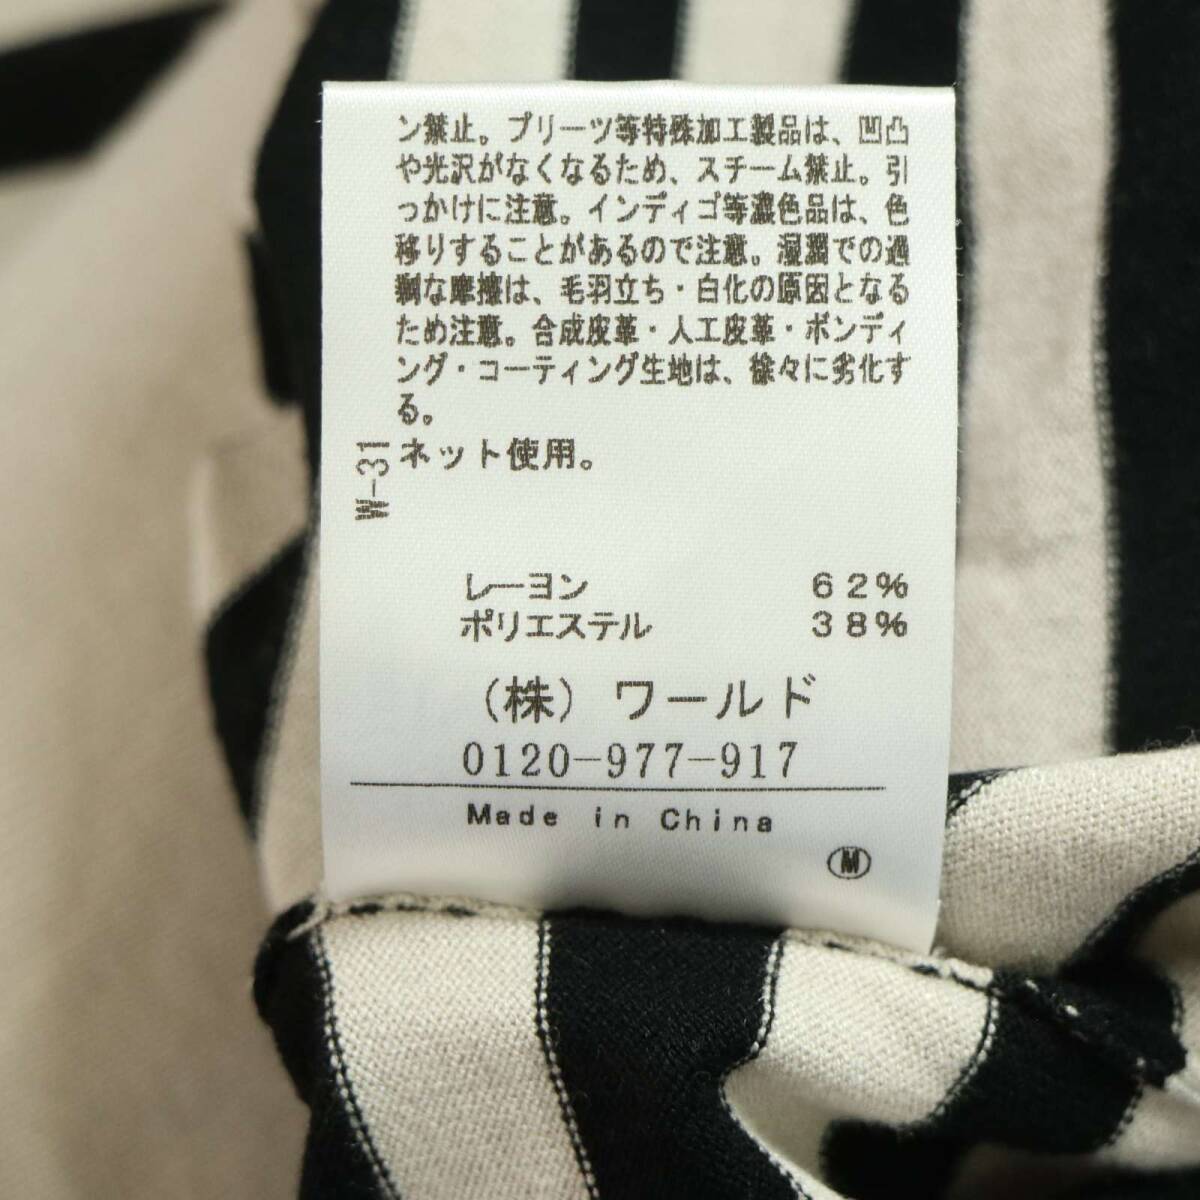 ン禁止。プリーツ等特殊加工製品は、凹凸
や光沢がなくなるため、スチーム禁止。引
っかけに注意。インディゴ等濃色品は、色
移りすることがあるので注意。湿潤での過
剰な摩擦は、毛羽立ち・白化の原因となる
ため注意。合成皮革・人工皮革・ボンディ
ング・コーティング生地は、徐々に劣化す
る。
ネット使用。
W-31
レーヨン 62%
ポリエステル 38%
(株)ワールド
0120-977-917
Made in China
Ⓜ